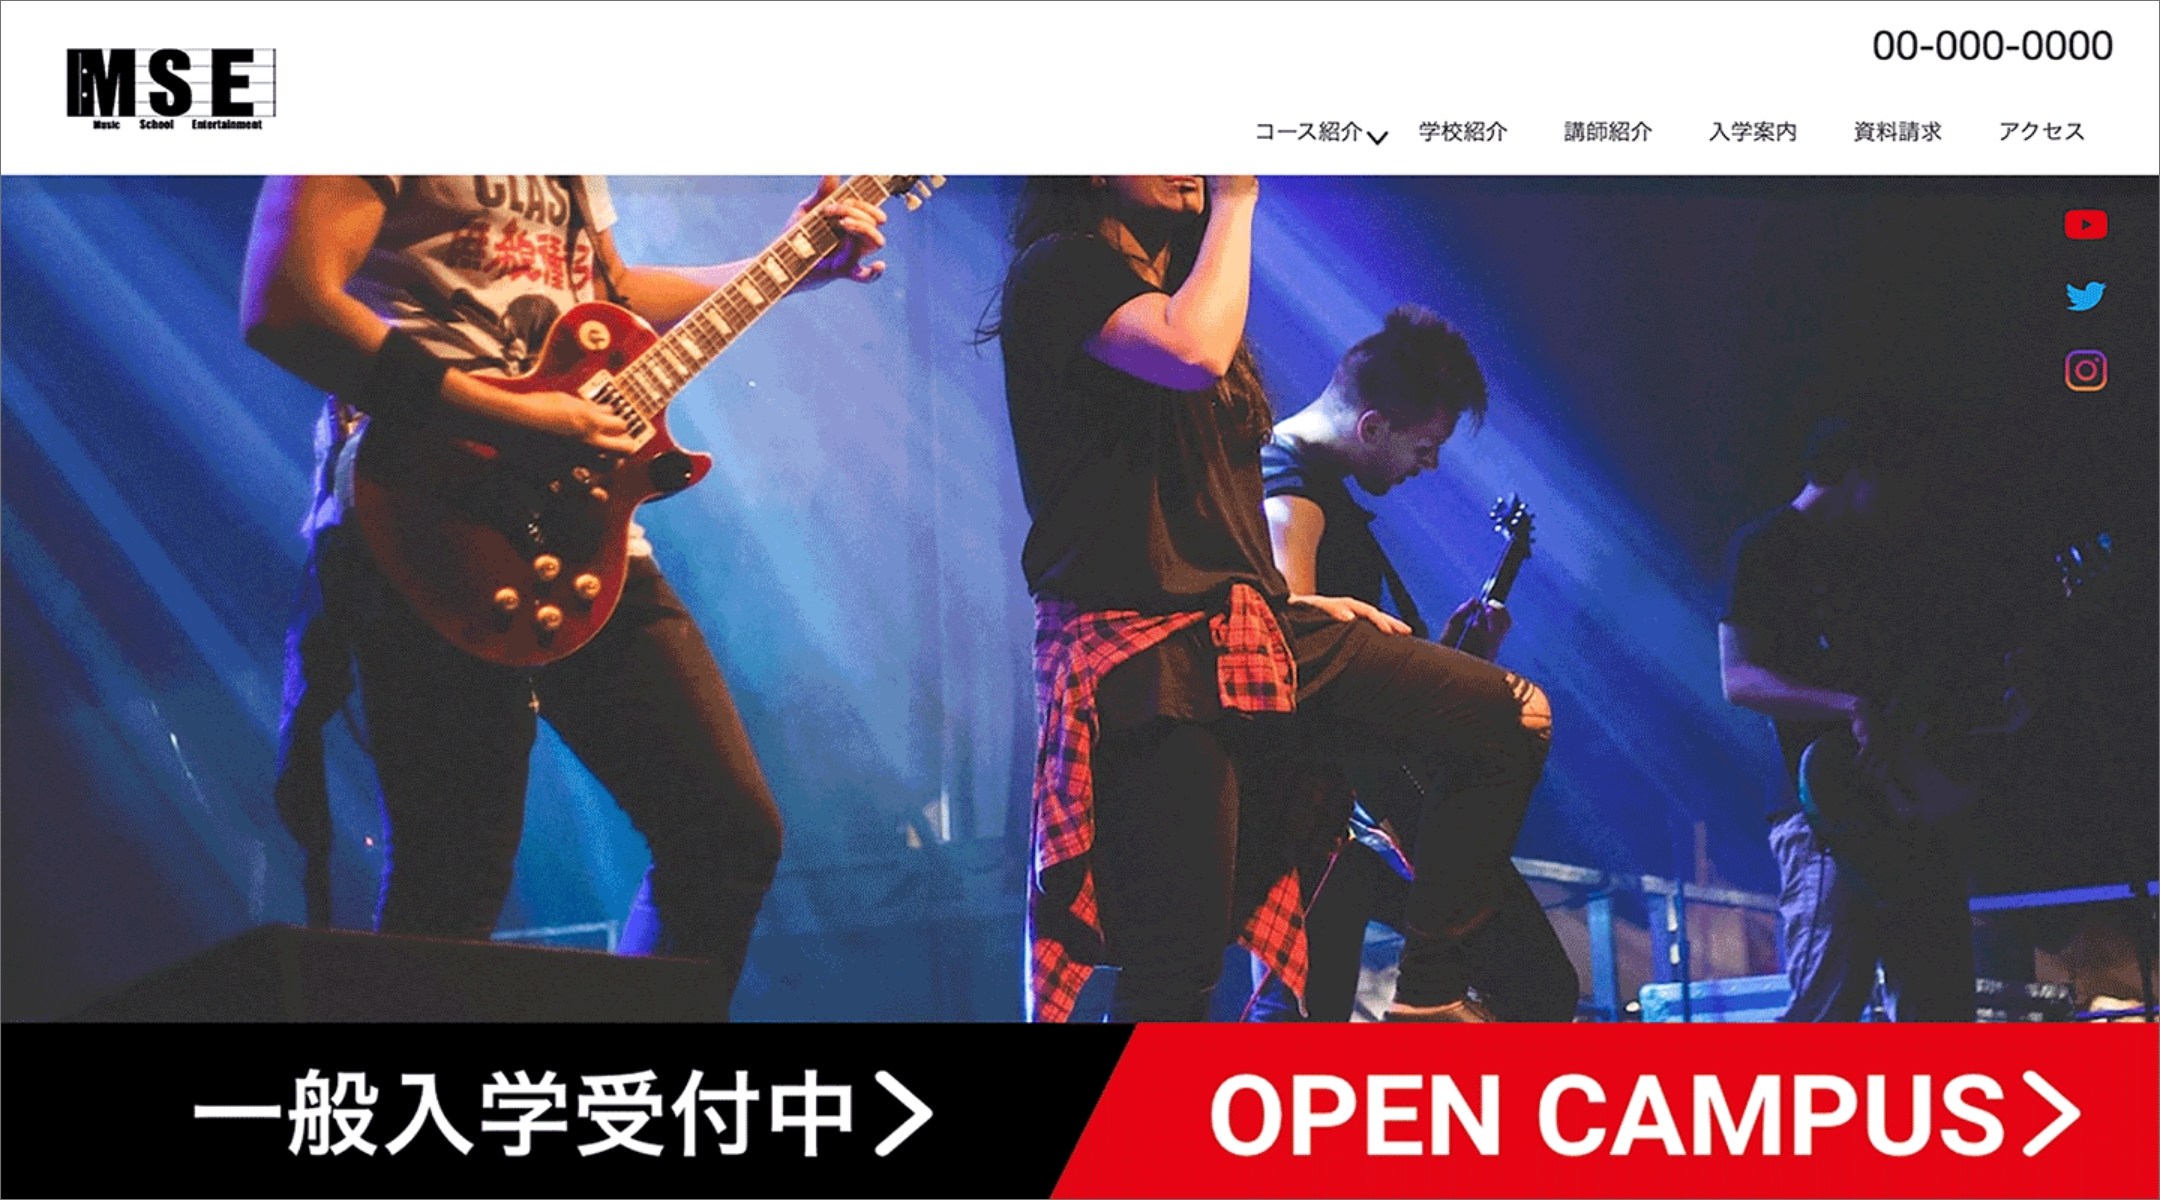 MSE
Music School Entertainment
00-000-0000
コース紹介 学校紹介 講師紹介 入学案内 資料請求 アクセス
CLAS
一般入学受付中
OPEN CAMPUS